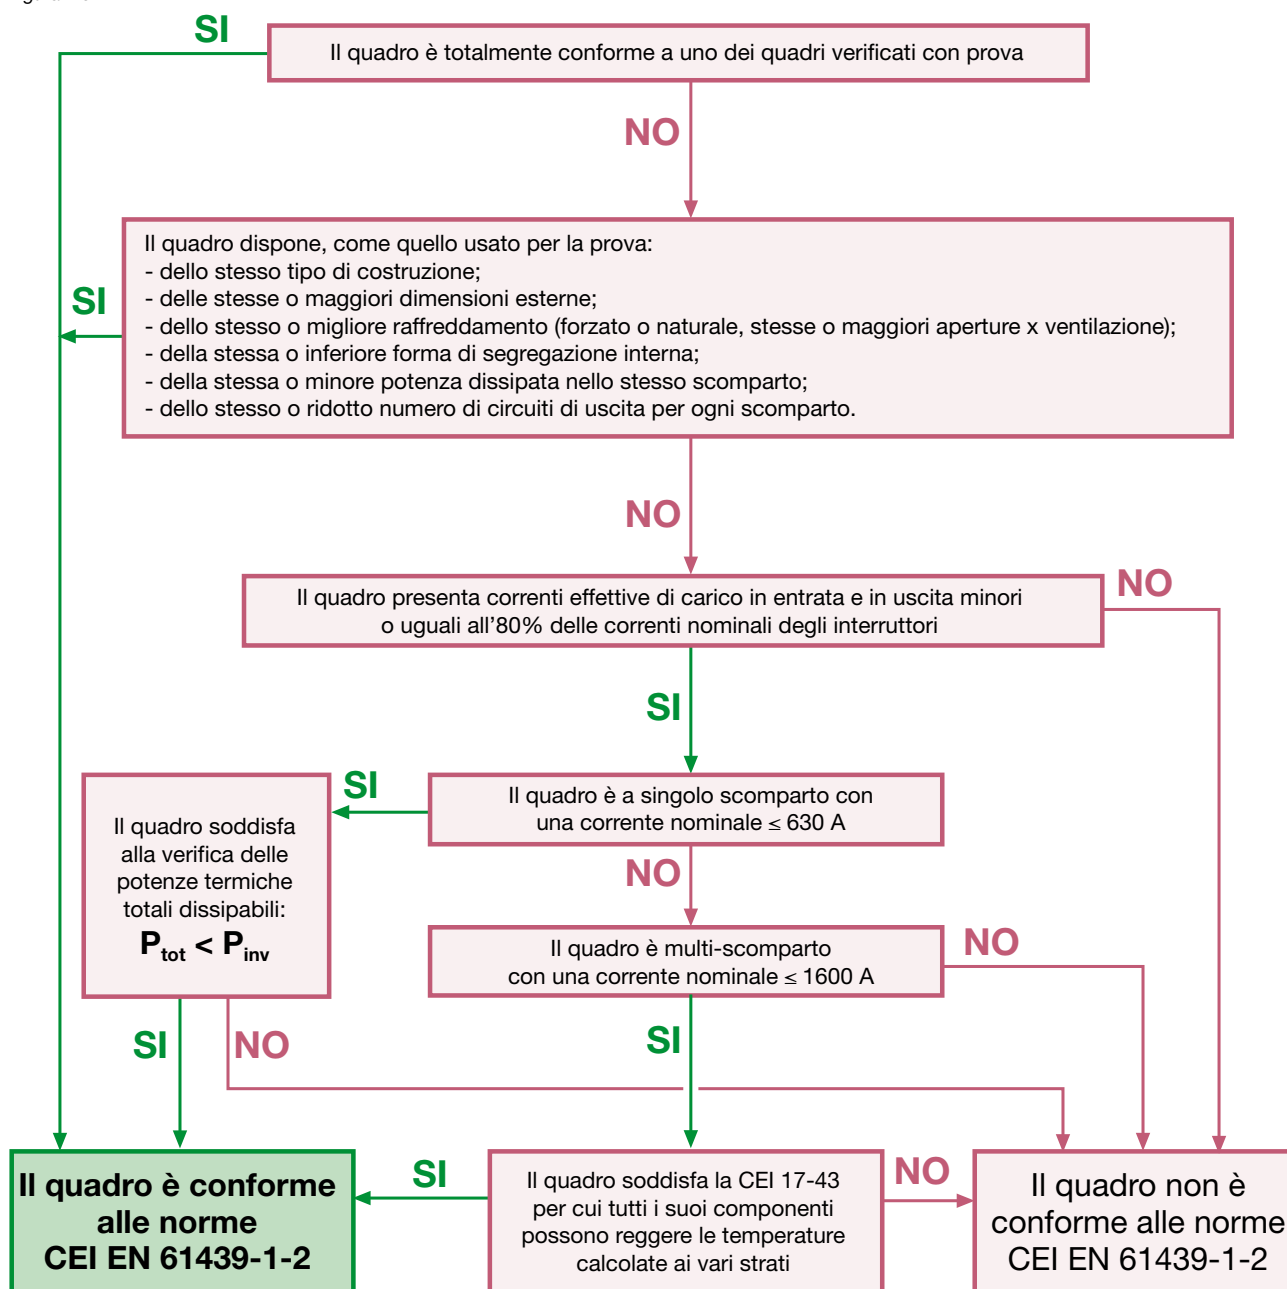 SI
Il quadro è totalmente conforme a uno dei quadri verificati con prova
NO
Il quadro dispone, come quello usato per la prova:
- dello stesso tipo di costruzione;
- delle stesse o maggiori dimensioni esterne;
- dello stesso o migliore raffreddamento (forzato o naturale, stesse o maggiori aperture x ventilazione);
- della stessa o inferiore forma di segregazione interna;
- della stessa o minore potenza dissipata nello stesso scomparto;
- dello stesso o ridotto numero di circuiti di uscita per ogni scomparto.
SI
NO
Il quadro presenta correnti effettive di carico in entrata e in uscita minori
o uguali all'80% delle correnti nominali degli interruttori
NO
SI
Il quadro è a singolo scomparto con
una corrente nominale ≤ 630 A
SI
NO
Il quadro soddisfa
alla verifica delle
potenze termiche
totali dissipabili:
P_tot < P_inv
Il quadro è multi-scomparto
con una corrente nominale ≤ 1600 A
NO
SI
NO
SI
Il quadro è conforme
alle norme
CEI EN 61439-1-2
SI
Il quadro soddisfa la CEI 17-43
per cui tutti i suoi componenti
possono reggere le temperature
calcolate ai vari strati
NO
Il quadro non è
conforme alle norme
CEI EN 61439-1-2